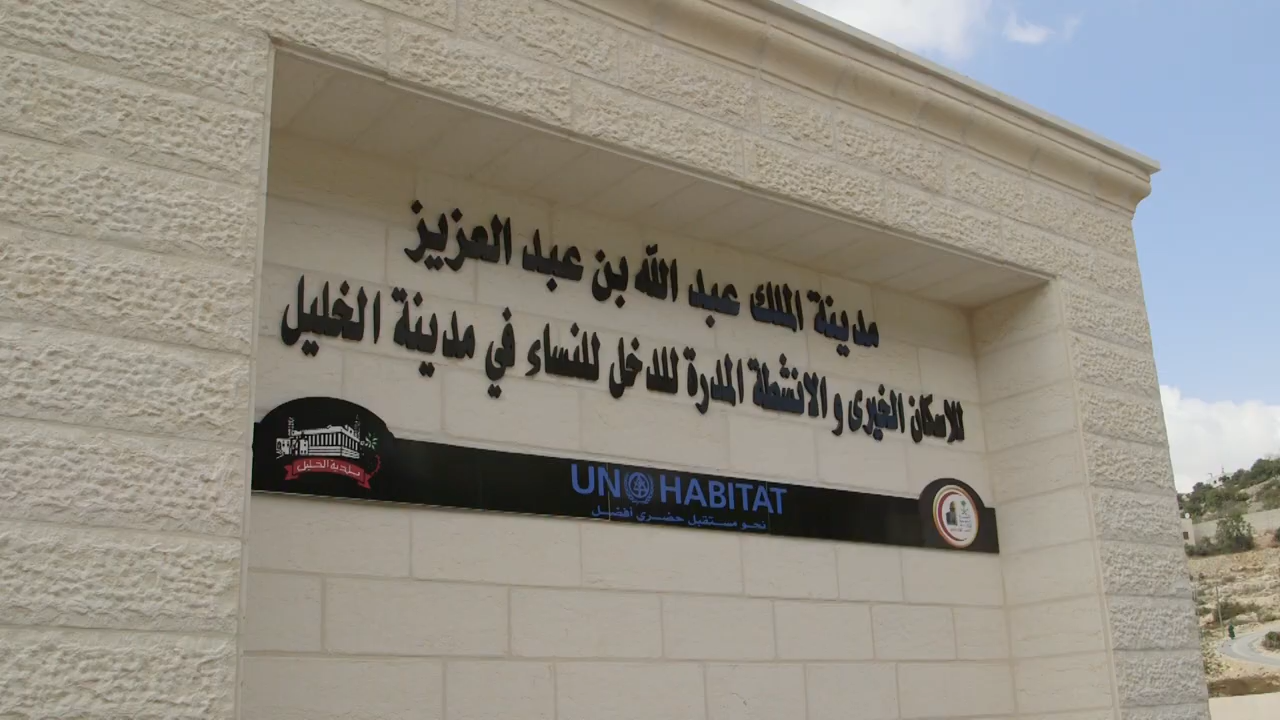 مدينة الملك عبد الله بن عبد العزيز
للاسكان الخيرى و الانشطة المدرة للدخل للنساء في مدينة الخليل
بلدية الخليل
UN HABITAT
نحو مستقبل حضري أفضل